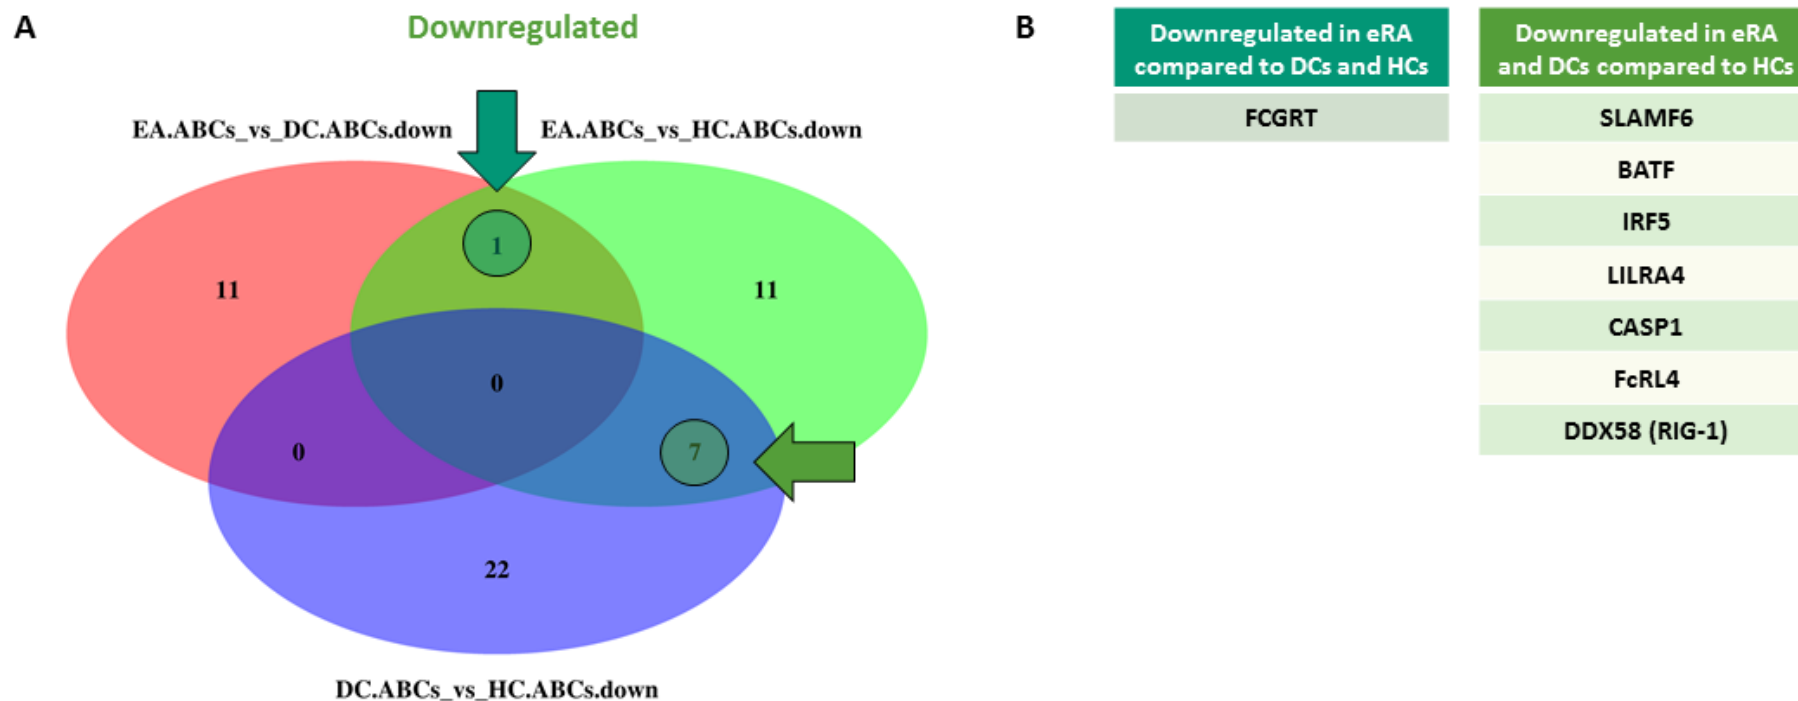 A
Downregulated
EA.ABCs_vs_DC.ABCs.down
EA.ABCs_vs_HC.ABCs.down
1
11
11
0
0
7
22
DC.ABCs_vs_HC.ABCs.down
B
Downregulated in eRA
compared to DCs and HCs
FCGRT
Downregulated in eRA
and DCs compared to HCs
SLAMF6
BATF
IRF5
LILRA4
CASP1
FcRL4
DDX58 (RIG-1)